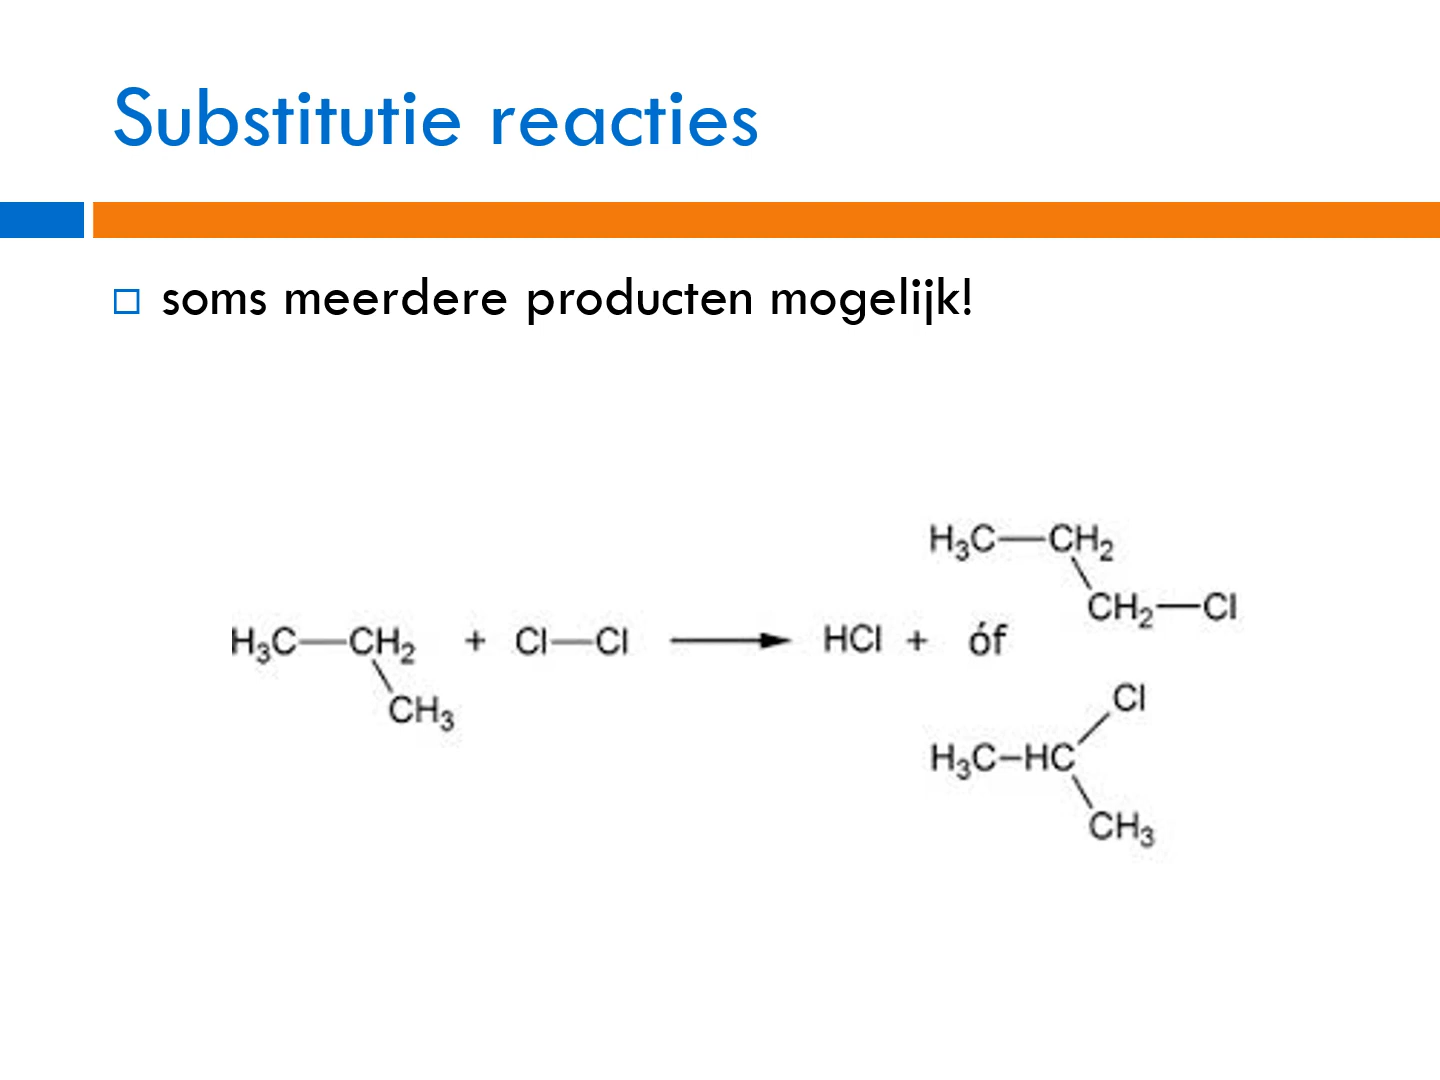 Substitutie reacties
soms meerdere producten mogelijk!
H₃C—CH₂
CH₃
+ Cl—Cl
HCl + óf
H₃C—CH₂
CH₂—Cl
Cl
H₃C–HC
CH₃